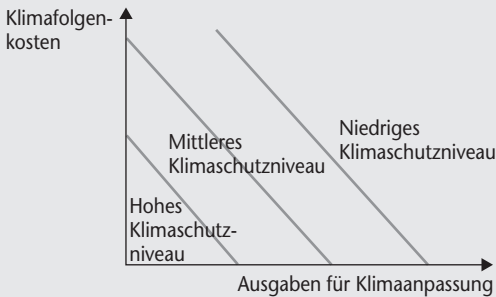 Klimafolgen-
kosten
Niedriges
Klimaschutzniveau
Mittleres
Klimaschutzniveau
Hohes
Klimaschutz-
niveau
Ausgaben für Klimaanpassung